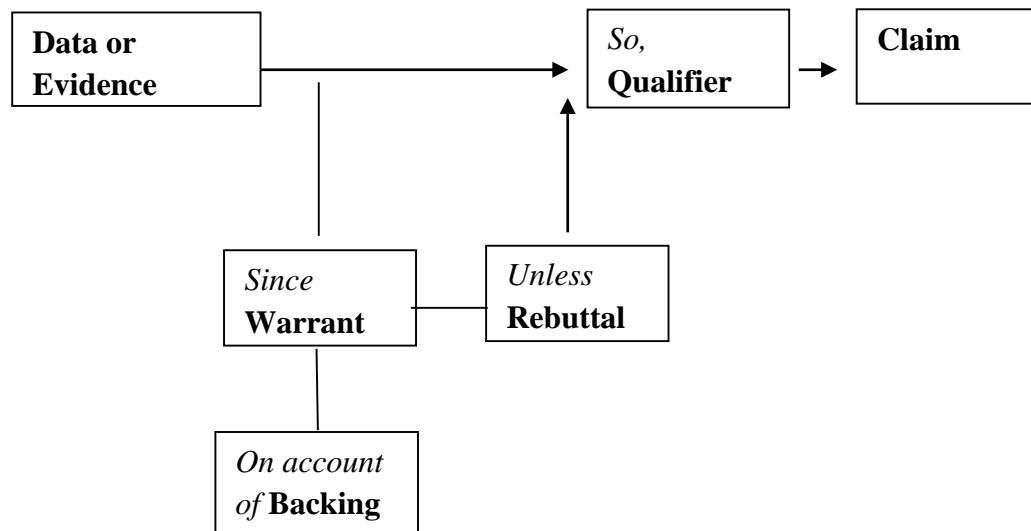 Data or
Evidence
So,
Qualifier
Claim
Since
Warrant
Unless
Rebuttal
On account
of Backing